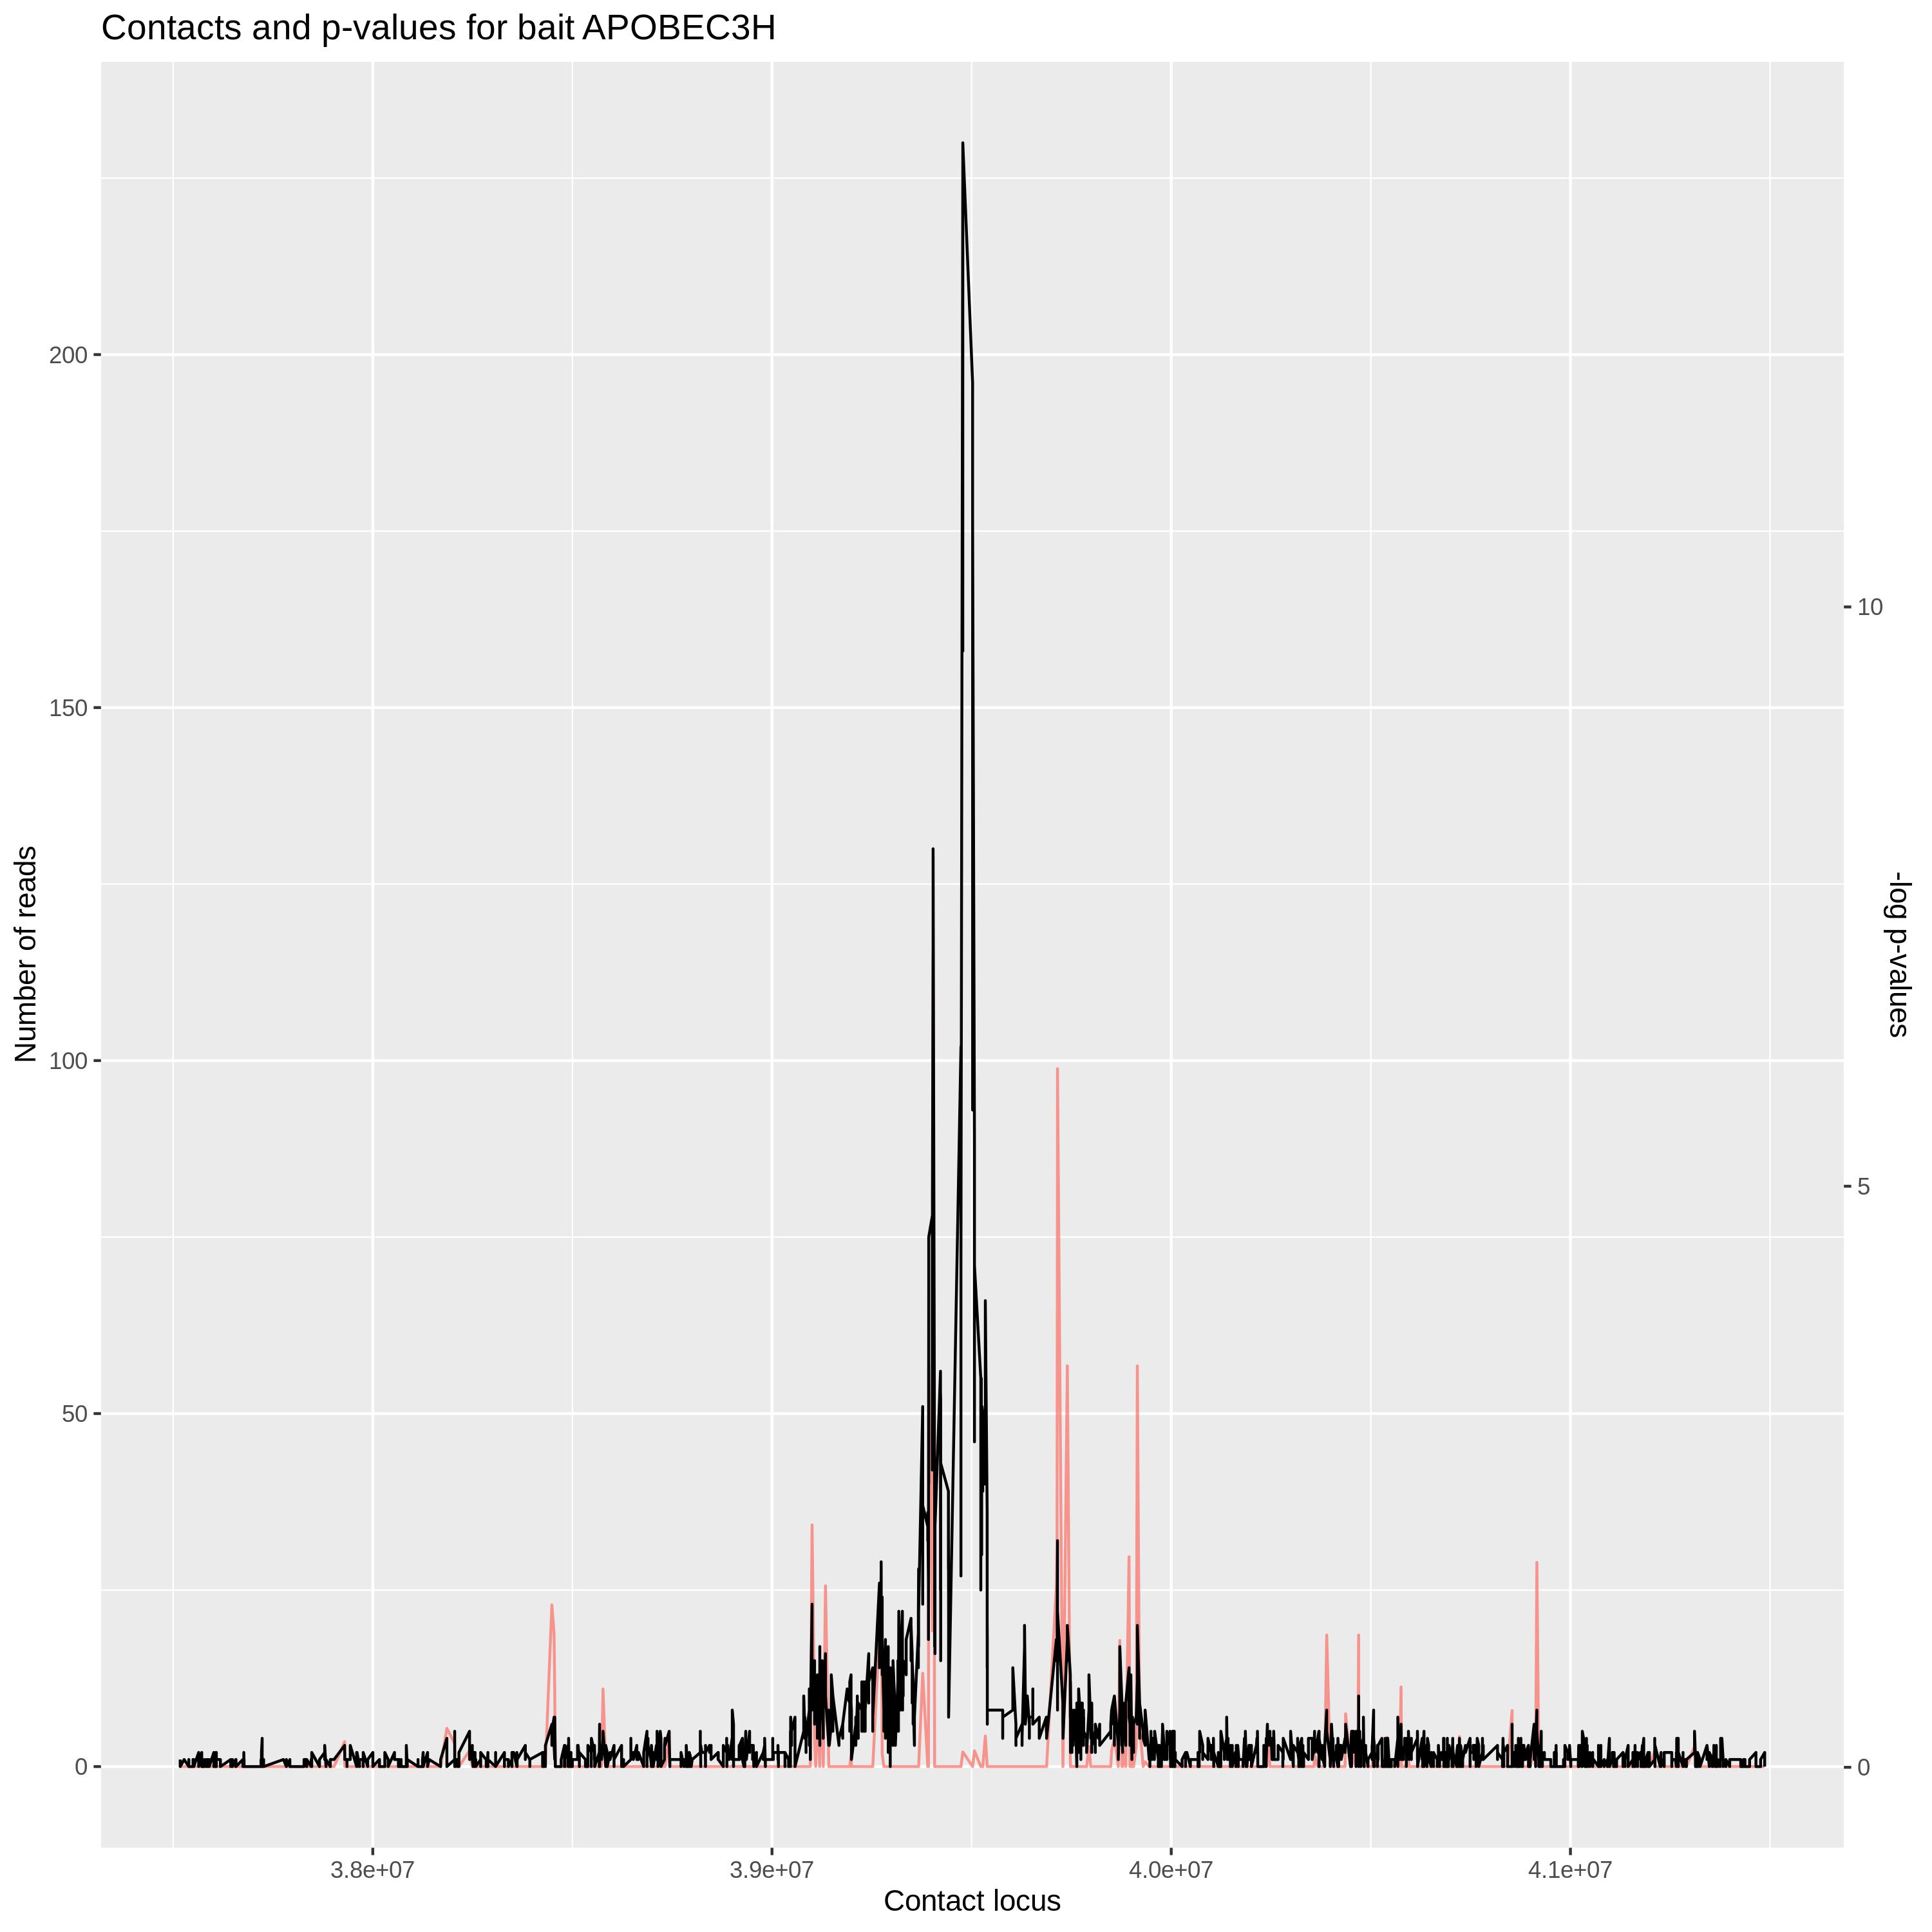 Contacts and p-values for bait APOBEC3H
Number of reads
200
150
100
50
0
10
5
0
-log p-values
3.8e+07
3.9e+07
4.0e+07
4.1e+07
Contact locus